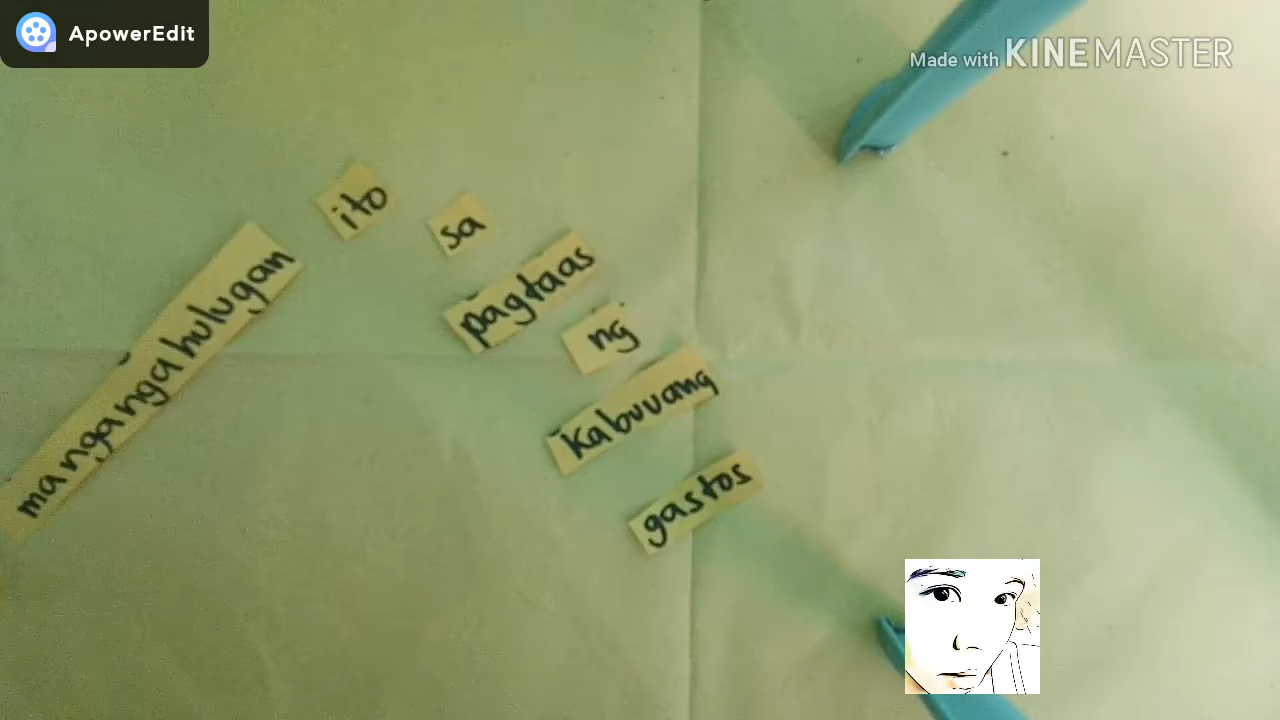 ApowerEdit
Made with KINEMASTER
manganga hulugan
ito
sa
pagtaas
ng
kabuuang
gastos